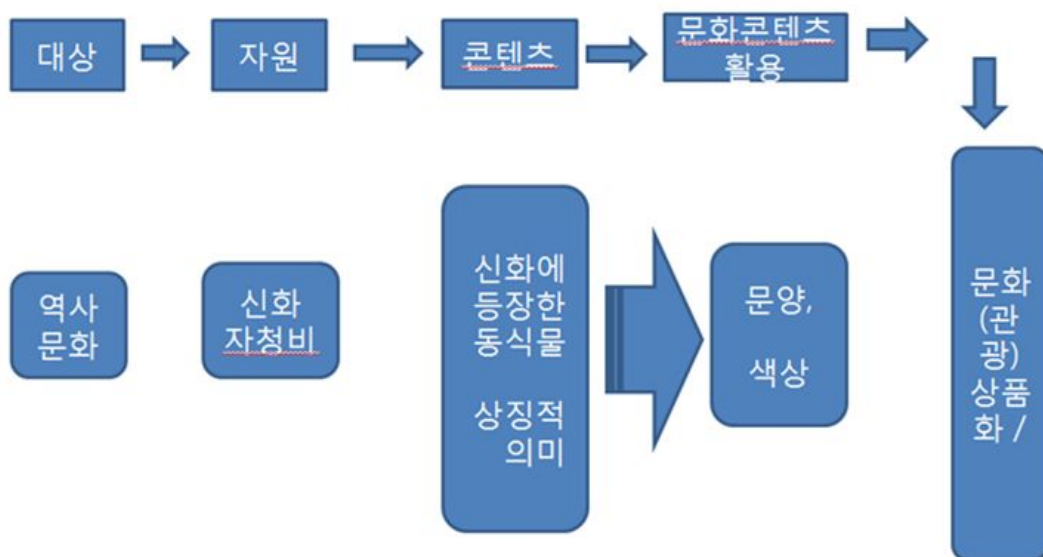 대상
자원
콘텐츠
문화콘텐츠
활용
역사
문화
신화
자청비
신화에
등장한
동식물
상징적
의미
문양,
색상
문화
(관
광)
상품
화 /